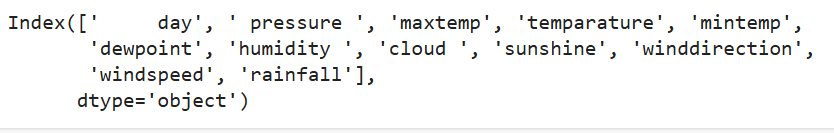 Index(['     day', ' pressure ', 'maxtemp', 'temparature', 'mintemp',
       'dewpoint', 'humidity ', 'cloud ', 'sunshine', 'winddirection',
       'windspeed', 'rainfall'],
      dtype='object')